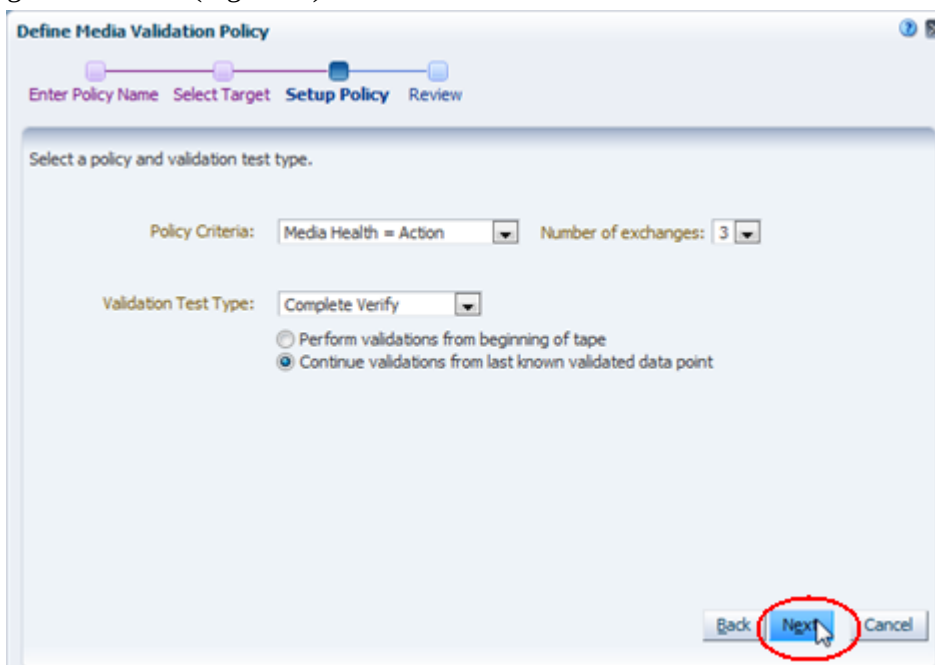 Define Media Validation Policy
Enter Policy Name Select Target Setup Policy Review
Select a policy and validation test type.
Policy Criteria: Media Health = Action Number of exchanges: 3
Validation Test Type: Complete Verify
Perform validations from beginning of tape
Continue validations from last known validated data point
Back Next Cancel